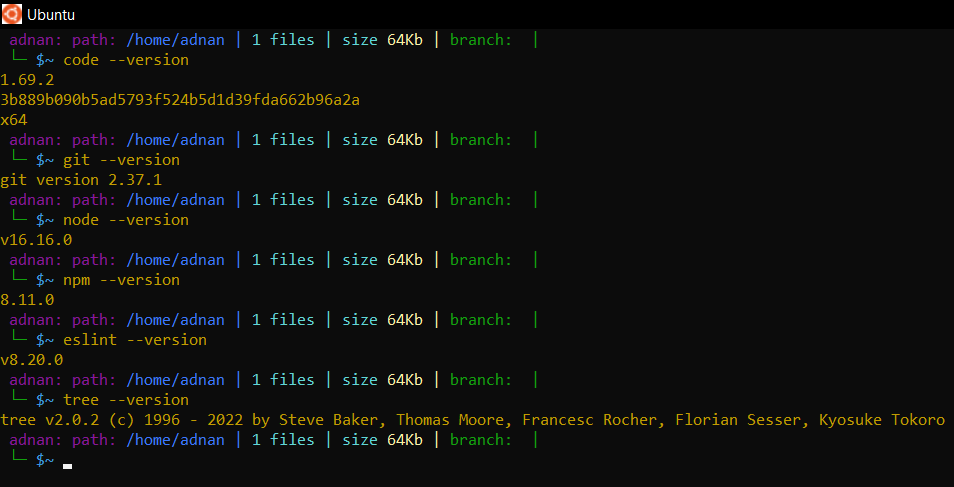 Ubuntu
adnan: path: /home/adnan | 1 files | size 64Kb | branch:  |
└─ $~ code --version
1.69.2
3b889b090b5ad5793f524b5d1d39fda662b96a2a
x64
adnan: path: /home/adnan | 1 files | size 64Kb | branch:  |
└─ $~ git --version
git version 2.37.1
adnan: path: /home/adnan | 1 files | size 64Kb | branch:  |
└─ $~ node --version
v16.16.0
adnan: path: /home/adnan | 1 files | size 64Kb | branch:  |
└─ $~ npm --version
8.11.0
adnan: path: /home/adnan | 1 files | size 64Kb | branch:  |
└─ $~ eslint --version
v8.20.0
adnan: path: /home/adnan | 1 files | size 64Kb | branch:  |
└─ $~ tree --version
tree v2.0.2 (c) 1996 - 2022 by Steve Baker, Thomas Moore, Francesc Rocher, Florian Sesser, Kyosuke Tokoro
adnan: path: /home/adnan | 1 files | size 64Kb | branch:  |
└─ $~